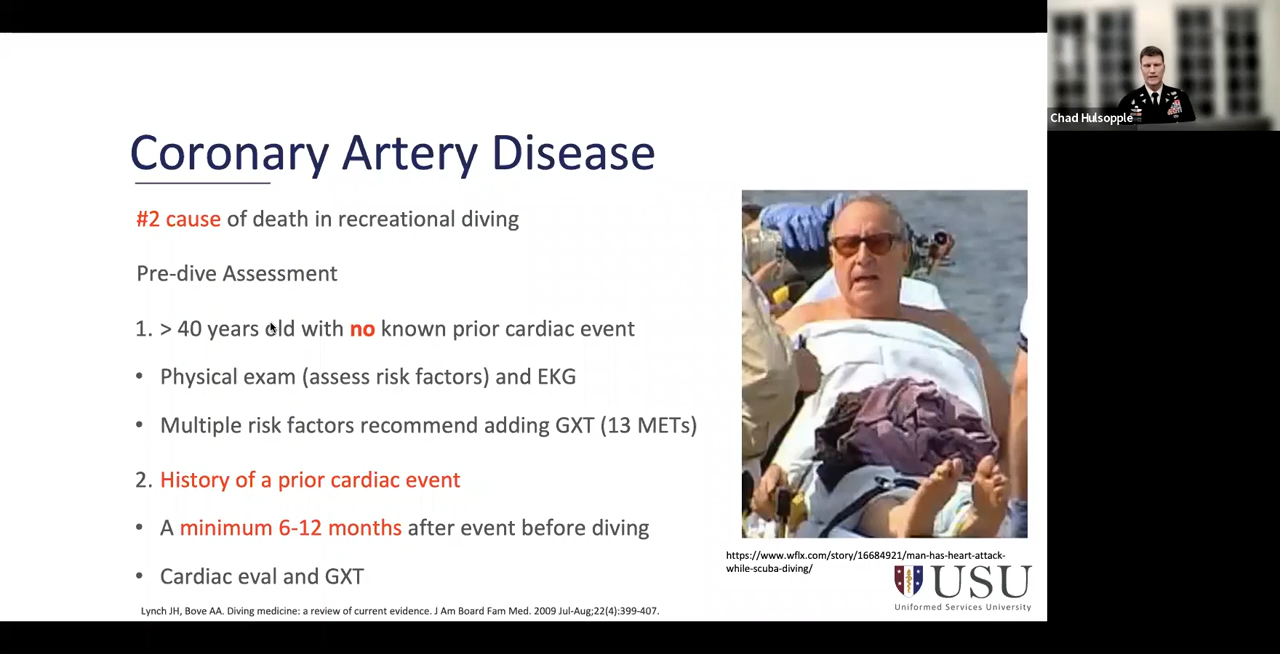 Chad Hulsopple
Coronary Artery Disease
#2 cause of death in recreational diving
Pre-dive Assessment
1. > 40 years old with no known prior cardiac event
• Physical exam (assess risk factors) and EKG
• Multiple risk factors recommend adding GXT (13 METs)
2. History of a prior cardiac event
• A minimum 6-12 months after event before diving
• Cardiac eval and GXT
https://www.wflx.com/story/16684921/man-has-heart-attack-
while-scuba-diving/
USU
Uniformed Services University
Lynch JH, Bove AA. Diving medicine: a review of current evidence. J Am Board Fam Med. 2009 Jul-Aug;22(4):399-407.